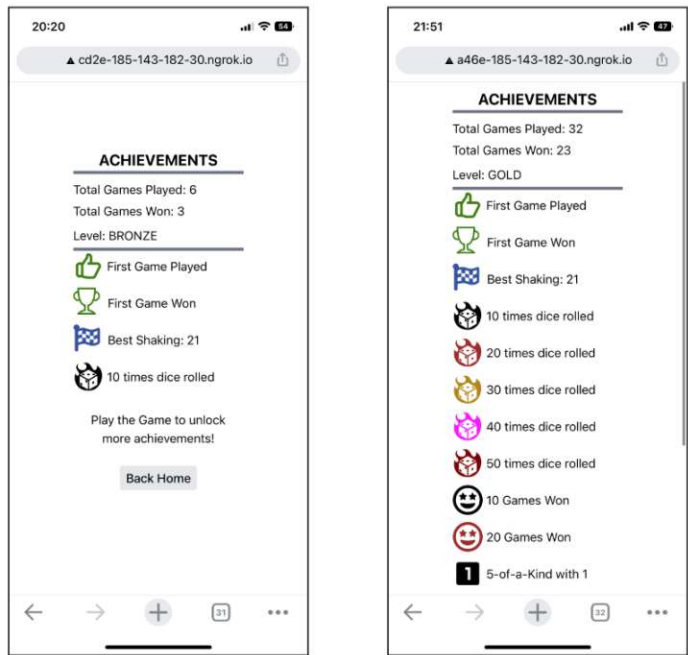 20:20
54
cd2e-185-143-182-30.ngrok.io
ACHIEVEMENTS
Total Games Played: 6
Total Games Won: 3
Level: BRONZE
First Game Played
First Game Won
Best Shaking: 21
10 times dice rolled
Play the Game to unlock
more achievements!
Back Home
31
21:51
47
a46e-185-143-182-30.ngrok.io
ACHIEVEMENTS
Total Games Played: 32
Total Games Won: 23
Level: GOLD
First Game Played
First Game Won
Best Shaking: 21
10 times dice rolled
20 times dice rolled
30 times dice rolled
40 times dice rolled
50 times dice rolled
10 Games Won
20 Games Won
1 5-of-a-Kind with 1
32